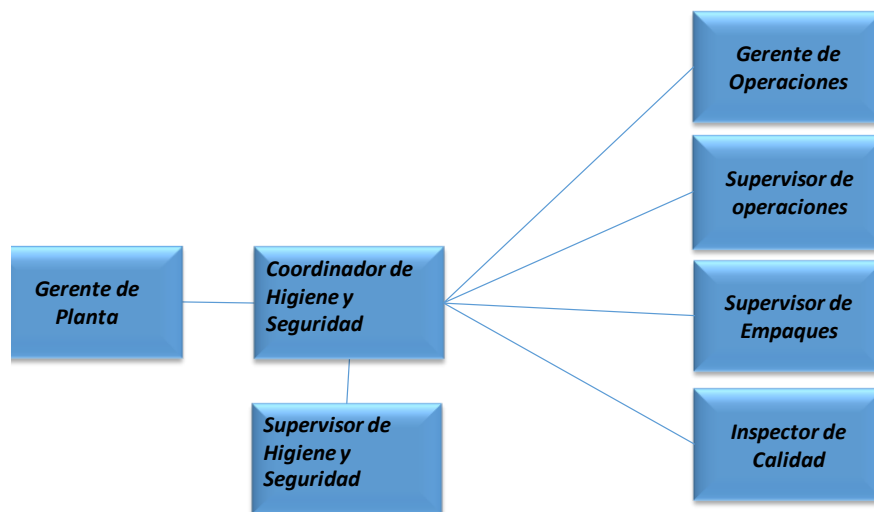 Gerente de
Operaciones
Supervisor de
operaciones
Gerente de
Planta
Coordinador de
Higiene y
Seguridad
Supervisor de
Empaques
Supervisor de
Higiene y
Seguridad
Inspector de
Calidad